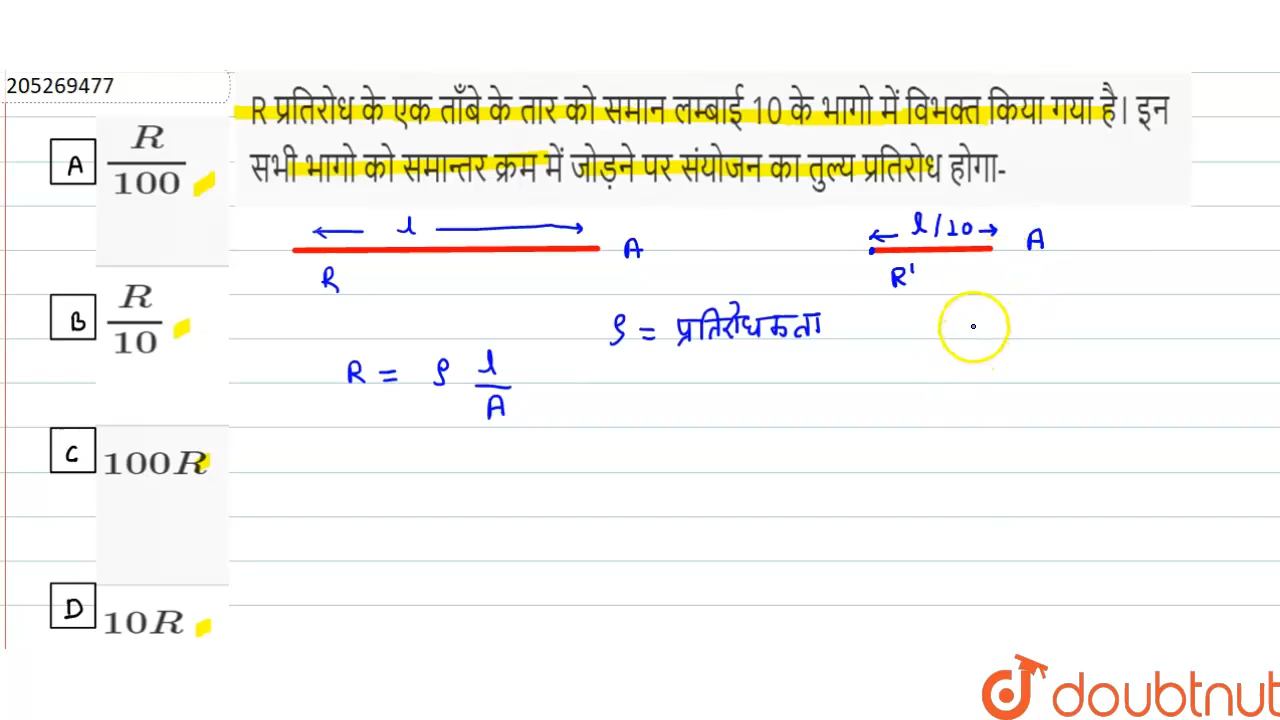 205269477
R प्रतिरोध के एक ताँबे के तार को समान लम्बाई 10 के भागो में विभक्त किया गया है। इन
सभी भागो को समान्तर क्रम में जोड़ने पर संयोजन का तुल्य प्रतिरोध होगा-
A R/100
B R/10
C 100R
D 10R
l A
R
l/10 A
R'
ρ = प्रतिरोधकता
R = ρ l/A
doubtnut